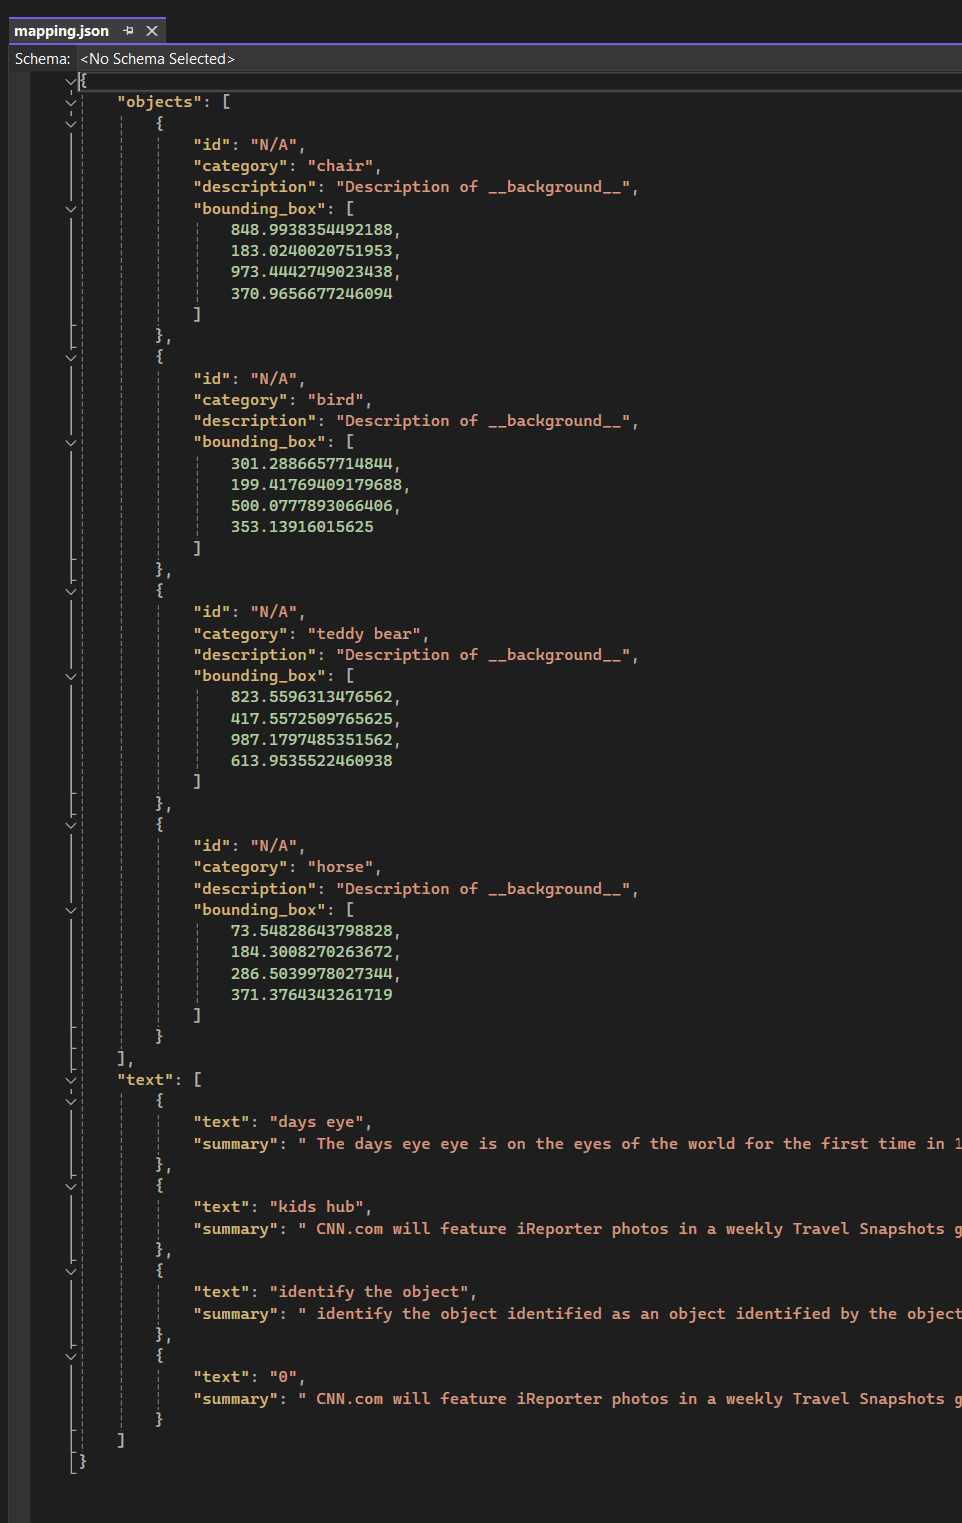 mapping.json
Schema: <No Schema Selected>
{
"objects": [
{
"id": "N/A",
"category": "chair",
"description": "Description of __background__",
"bounding_box": [
848.9938354492188,
183.0240020751953,
973.4442749023438,
370.9656677246094
]
},
{
"id": "N/A",
"category": "bird",
"description": "Description of __background__",
"bounding_box": [
301.2886657714844,
199.41769409179688,
500.0777893066406,
353.13916015625
]
},
{
"id": "N/A",
"category": "teddy bear",
"description": "Description of __background__",
"bounding_box": [
823.5596313476562,
417.5572509765625,
987.1797485351562,
613.9535522460938
]
},
{
"id": "N/A",
"category": "horse",
"description": "Description of __background__",
"bounding_box": [
73.54828643798828,
184.3008270263672,
286.5039978027344,
371.3764343261719
]
}
],
"text": [
{
"text": "days eye",
"summary": " The days eye eye is on the eyes of the world for the first time in 1
},
{
"text": "kids hub",
"summary": " CNN.com will feature iReporter photos in a weekly Travel Snapshots g
},
{
"text": "identify the object",
"summary": " identify the object identified as an object identified by the object
},
{
"text": "0",
"summary": " CNN.com will feature iReporter photos in a weekly Travel Snapshots g
}
]
}